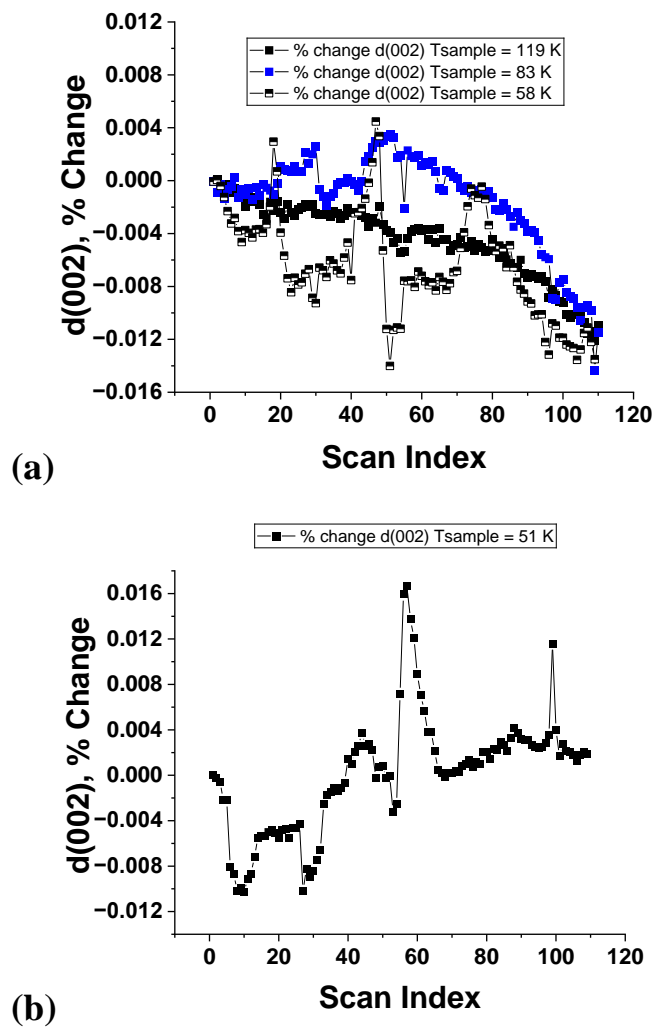 0.012
0.008
0.004
0.000
−0.004
−0.008
−0.012
−0.016
d(002), % Change
% change d(002) Tsample = 119 K
% change d(002) Tsample = 83 K
% change d(002) Tsample = 58 K
0 20 40 60 80 100 120
Scan Index
(a)
% change d(002) Tsample = 51 K
0.016
0.012
0.008
0.004
0.000
−0.004
−0.008
−0.012
d(002), % Change
0 20 40 60 80 100 120
Scan Index
(b)